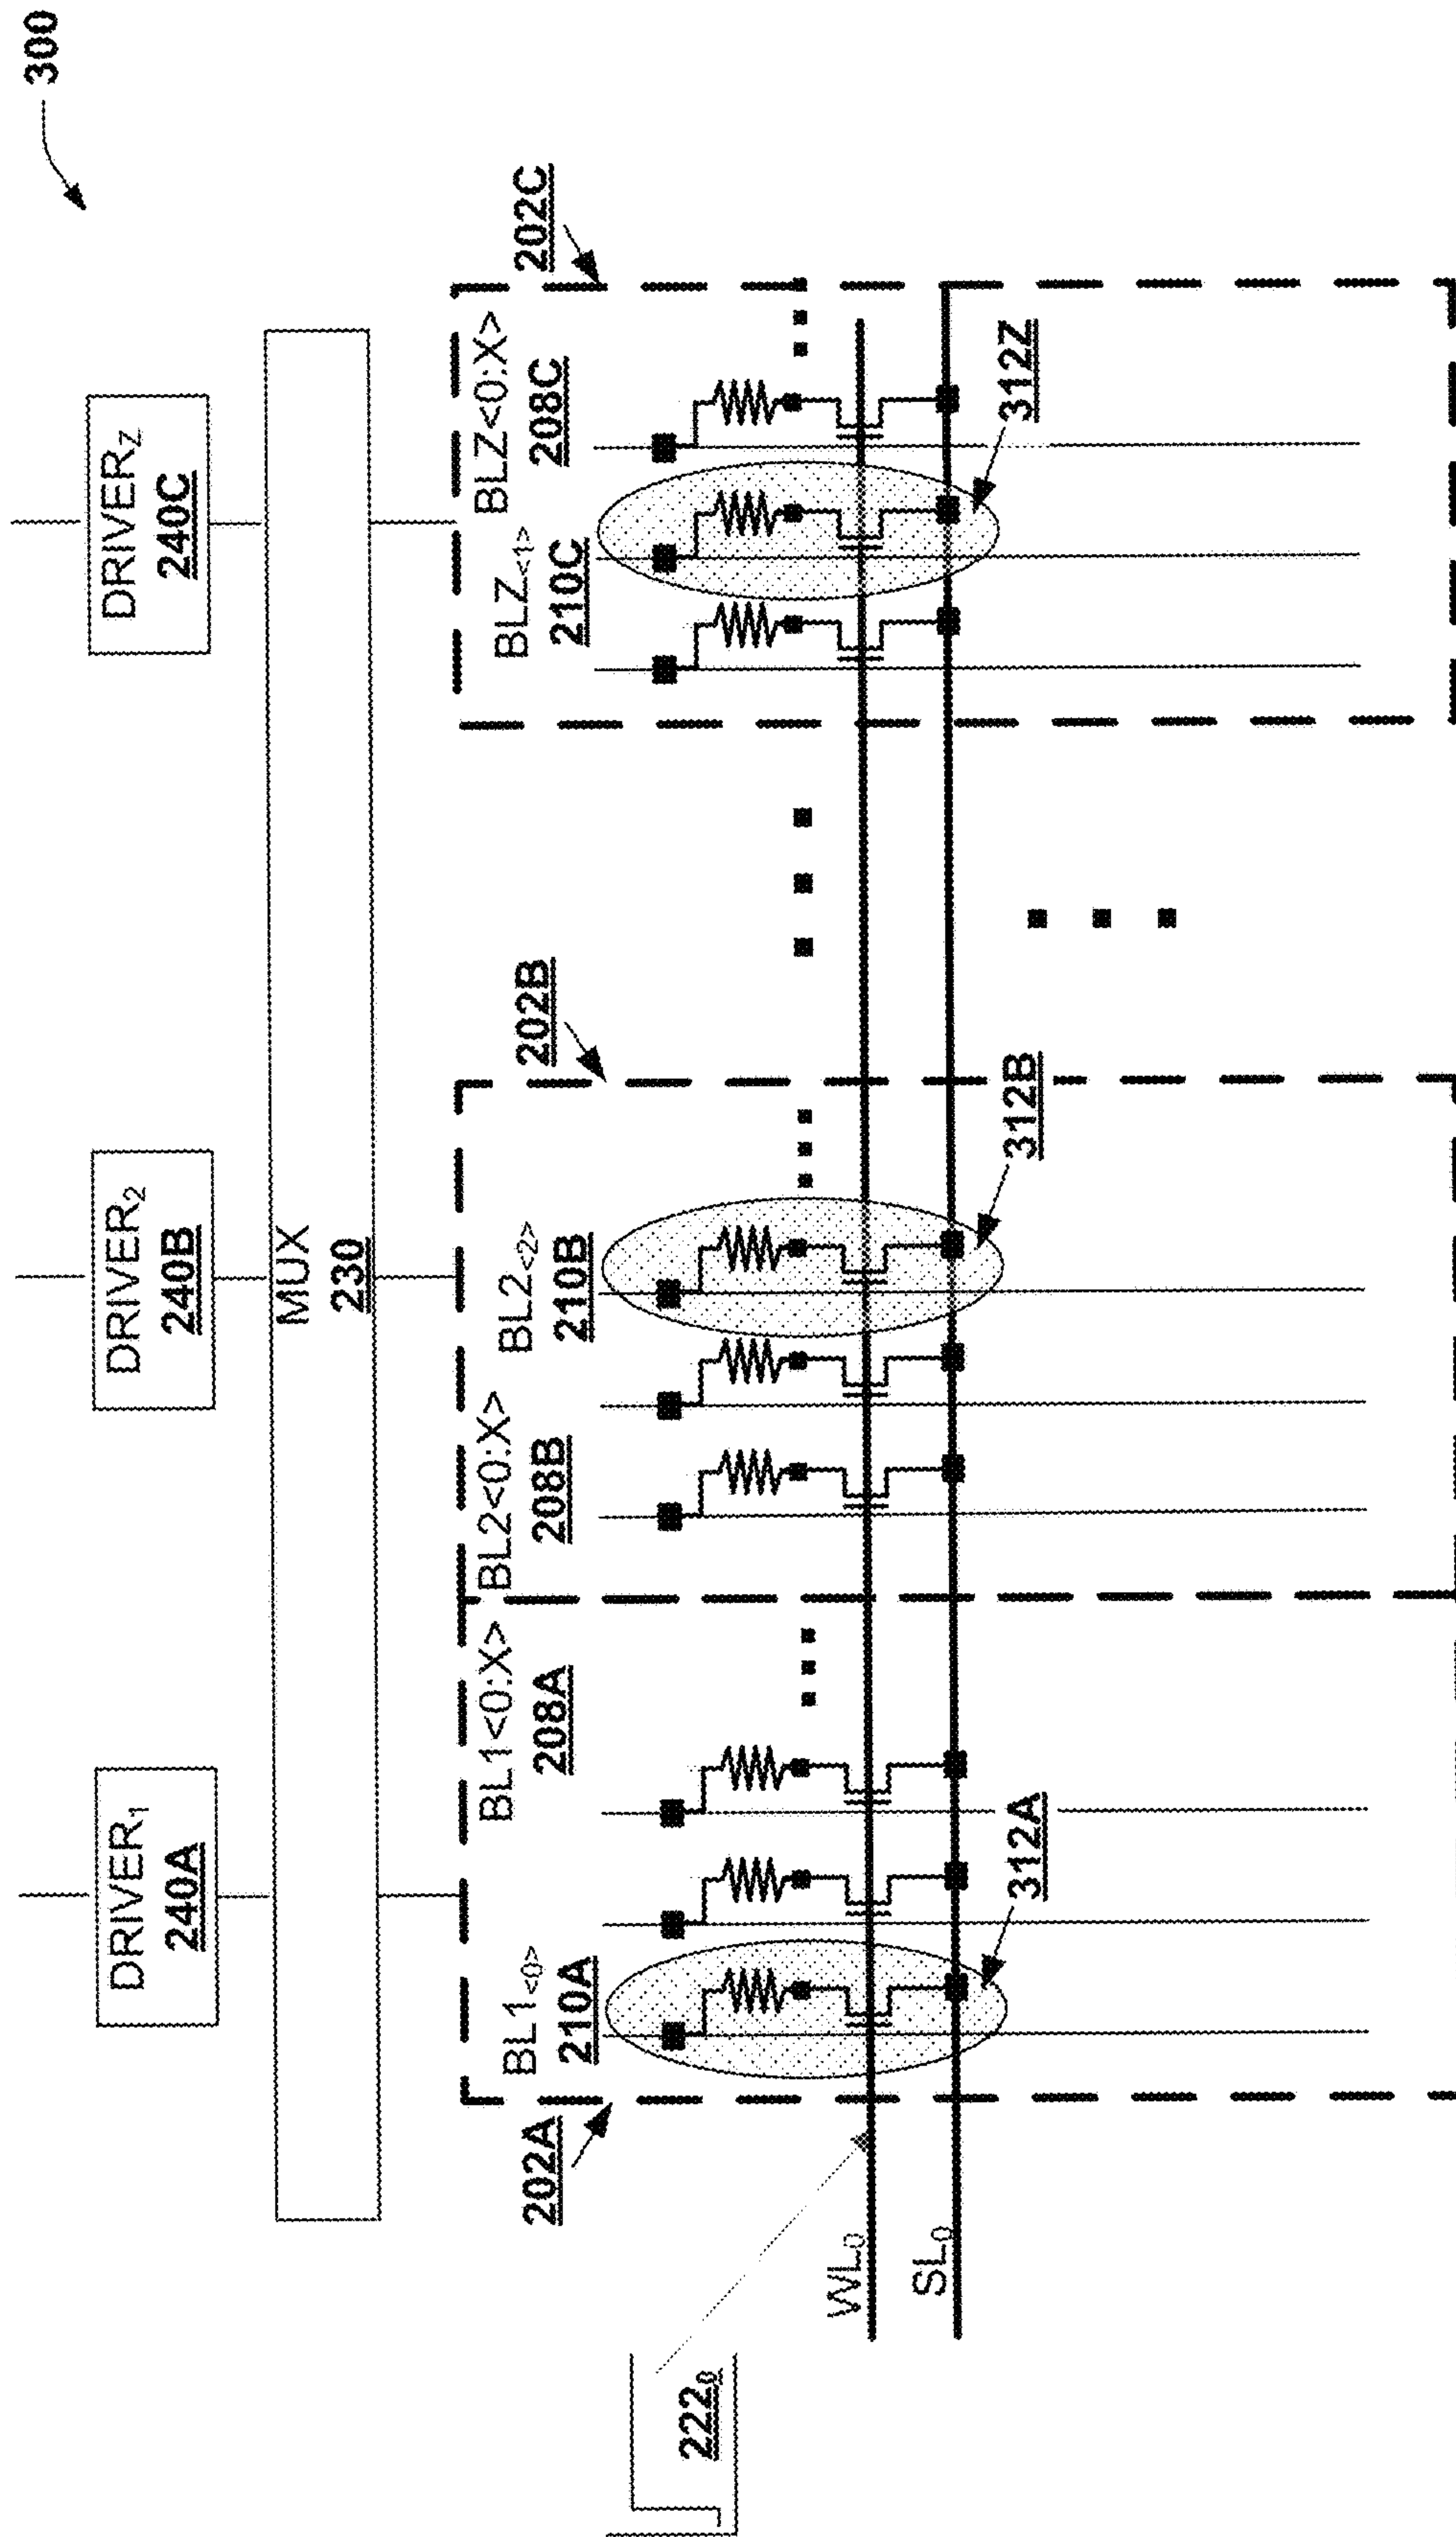 300
DRIVER1
240A
DRIVER2
240B
DRIVERZ
240C
MUX
230
202A
BL1<0>
210A
BL1<0:X>
208A
BL2<0:X>
208B
BL2<2>
210B
202B
BLZ<1>
210C
BLZ<0:X>
208C
202C
2220
WL0
SL0
312A
312B
312Z